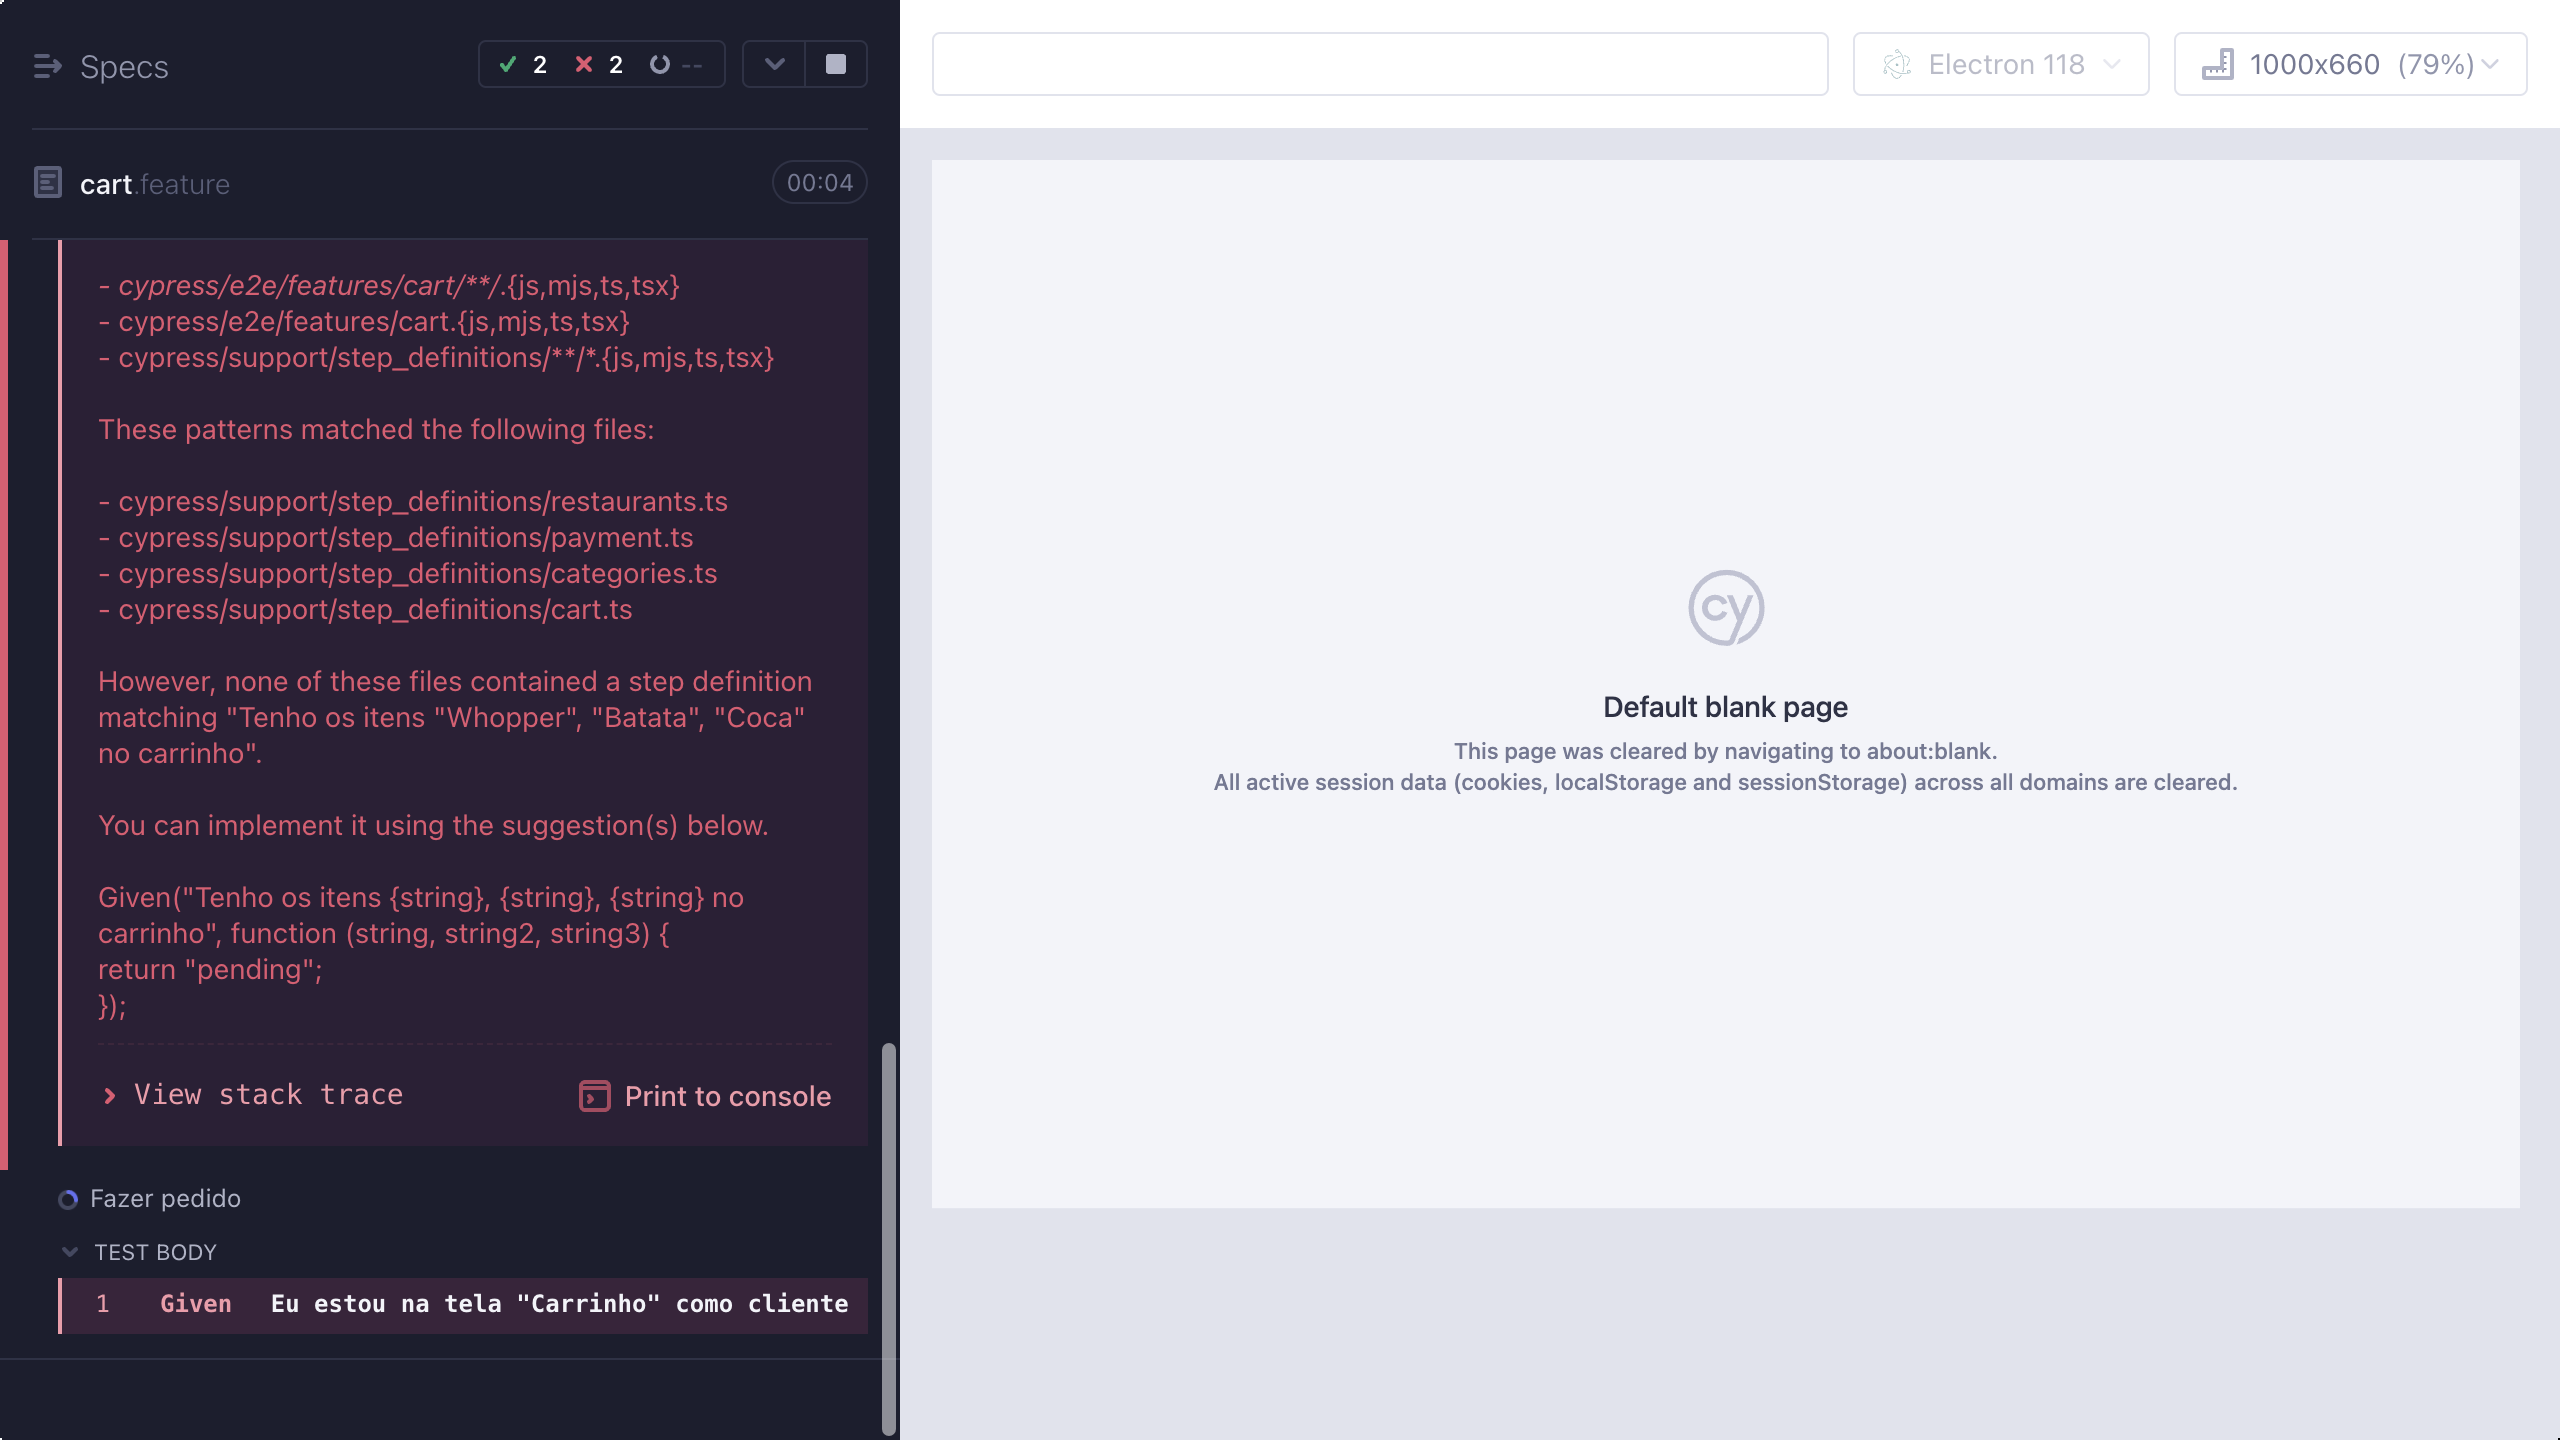 Specs
2 2 --
cart.feature
00:04
- cypress/e2e/features/cart/**/.{js,mjs,ts,tsx}
- cypress/e2e/features/cart.{js,mjs,ts,tsx}
- cypress/support/step_definitions/**/*.{js,mjs,ts,tsx}
These patterns matched the following files:
- cypress/support/step_definitions/restaurants.ts
- cypress/support/step_definitions/payment.ts
- cypress/support/step_definitions/categories.ts
- cypress/support/step_definitions/cart.ts
However, none of these files contained a step definition
matching "Tenho os itens "Whopper", "Batata", "Coca"
no carrinho".
You can implement it using the suggestion(s) below.
Given("Tenho os itens {string}, {string}, {string} no
carrinho", function (string, string2, string3) {
return "pending";
});
View stack trace
Print to console
Fazer pedido
TEST BODY
1 Given Eu estou na tela "Carrinho" como cliente
Electron 118
1000x660 (79%)
cy
Default blank page
This page was cleared by navigating to about:blank.
All active session data (cookies, localStorage and sessionStorage) across all domains are cleared.